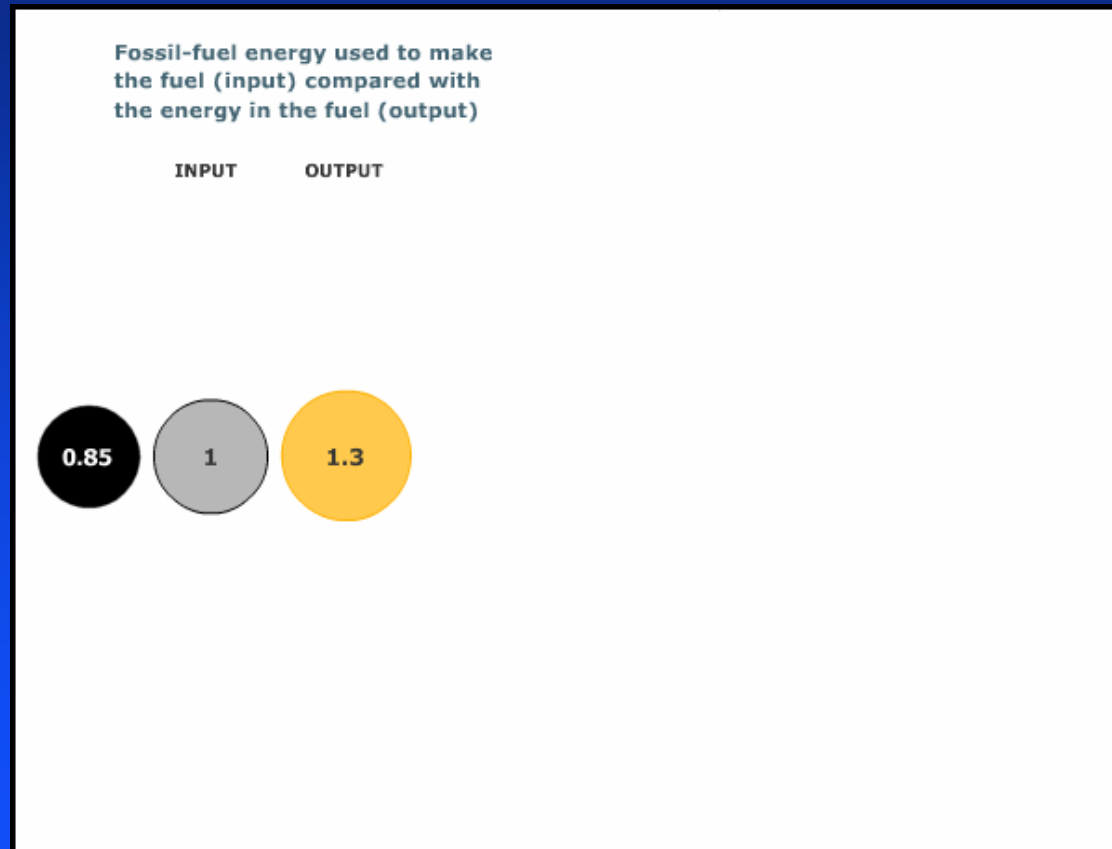 Fossil-fuel energy used to make
the fuel (input) compared with
the energy in the fuel (output)
INPUT OUTPUT
0.85 1 1.3